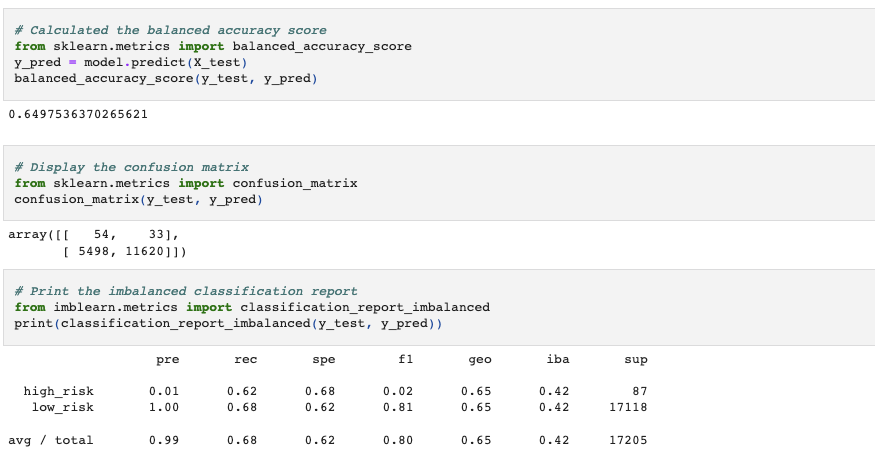 # Calculated the balanced accuracy score
from sklearn.metrics import balanced_accuracy_score
y_pred = model.predict(X_test)
balanced_accuracy_score(y_test, y_pred)
0.6497536370265621
# Display the confusion matrix
from sklearn.metrics import confusion_matrix
confusion_matrix(y_test, y_pred)
array([[   54,    33],
       [ 5498, 11620]])
# Print the imbalanced classification report
from imblearn.metrics import classification_report_imbalanced
print(classification_report_imbalanced(y_test, y_pred))
                   pre       rec       spe        f1       geo       iba       sup
  high_risk       0.01      0.62      0.68      0.02      0.65      0.42        87
   low_risk       1.00      0.68      0.62      0.81      0.65      0.42     17118
avg / total       0.99      0.68      0.62      0.80      0.65      0.42     17205